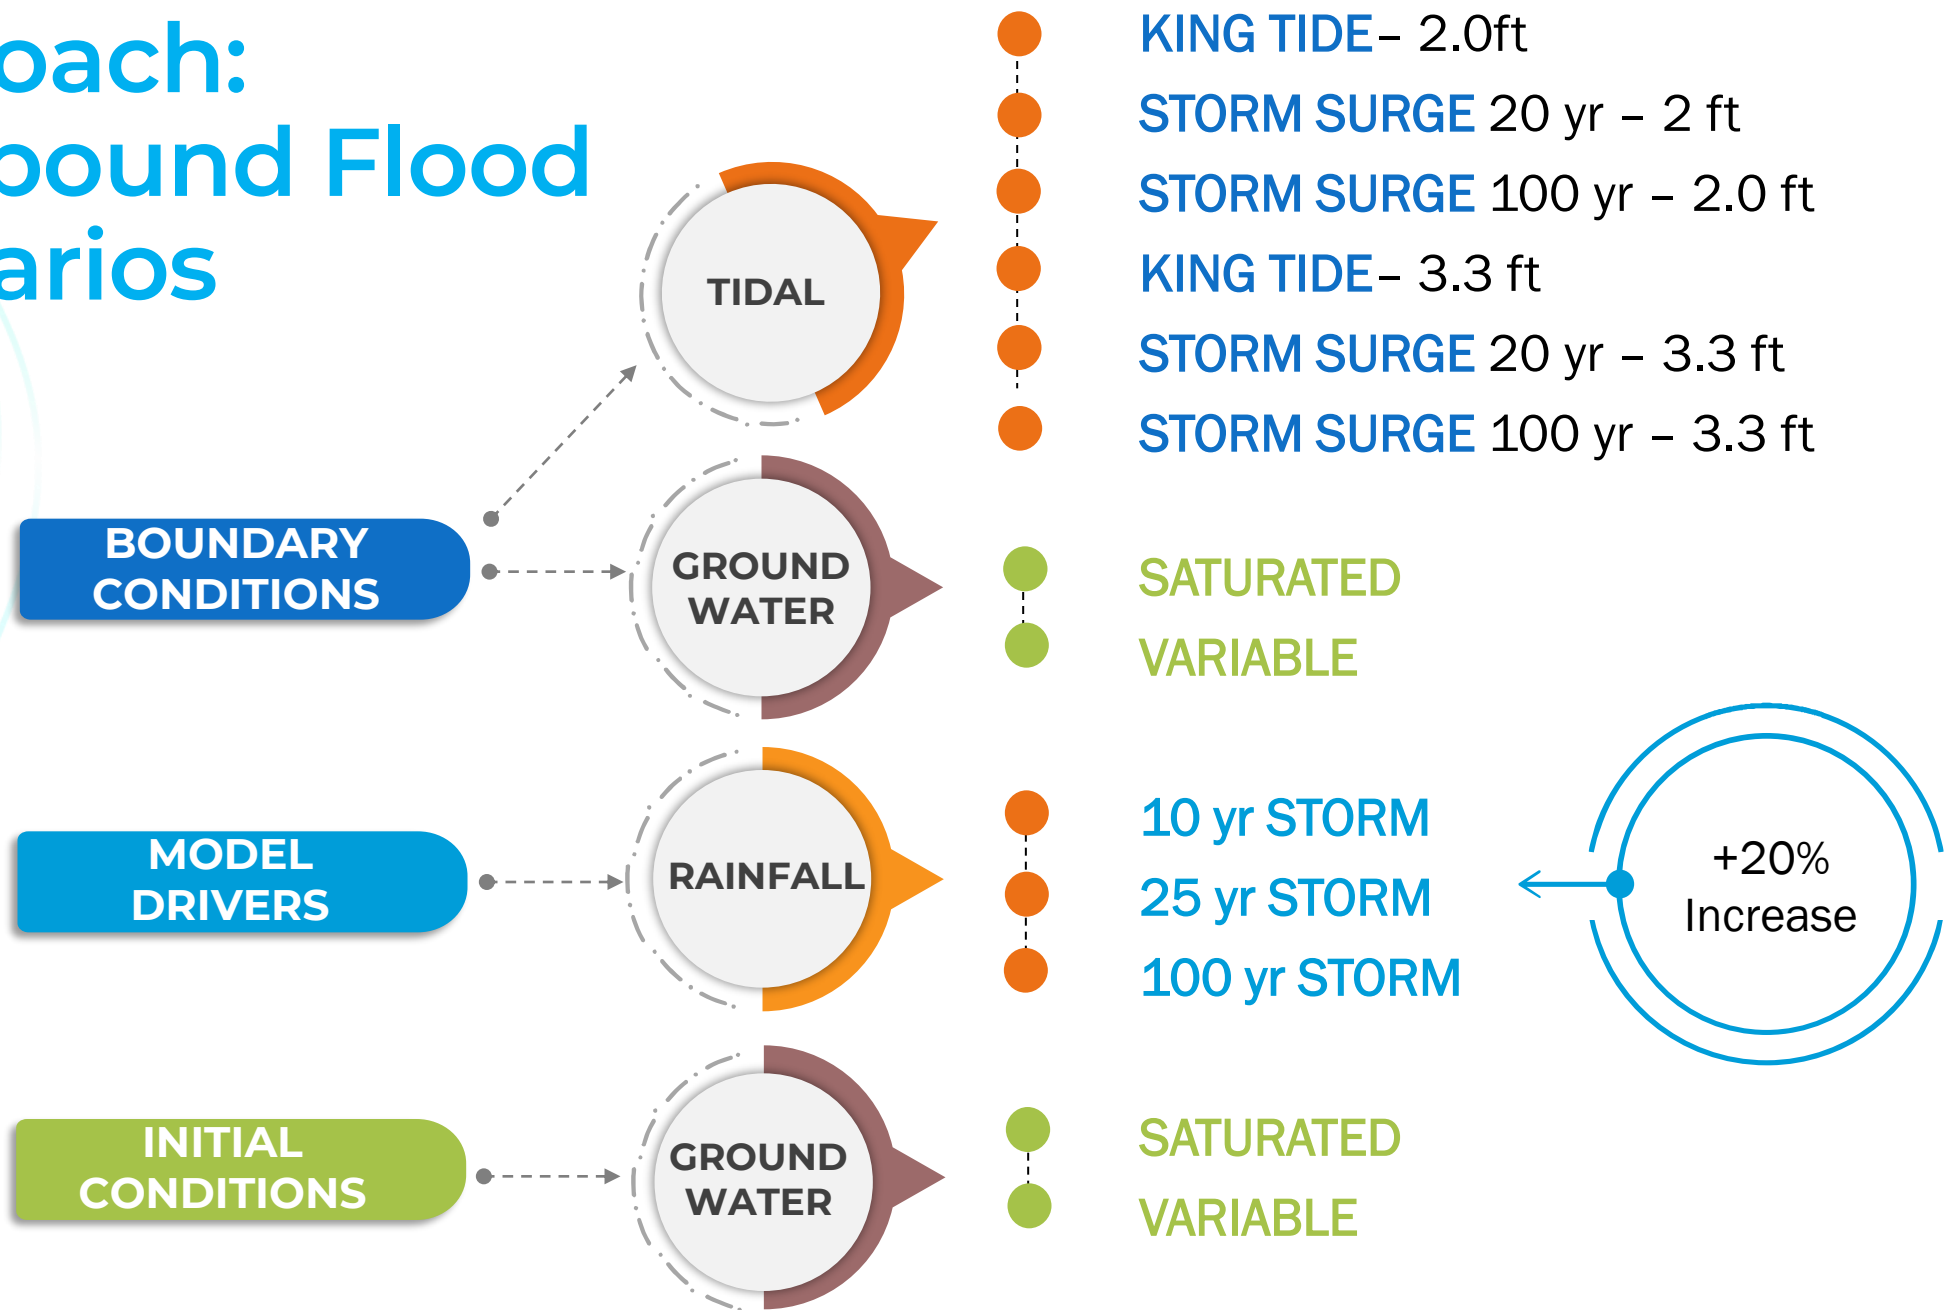 oach:
pound Flood
arios
KING TIDE– 2.0ft
STORM SURGE 20 yr – 2 ft
STORM SURGE 100 yr – 2.0 ft
KING TIDE– 3.3 ft
STORM SURGE 20 yr – 3.3 ft
STORM SURGE 100 yr – 3.3 ft
TIDAL
BOUNDARY
CONDITIONS
GROUND
WATER
SATURATED
VARIABLE
MODEL
DRIVERS
RAINFALL
10 yr STORM
25 yr STORM
100 yr STORM
+20%
Increase
INITIAL
CONDITIONS
GROUND
WATER
SATURATED
VARIABLE